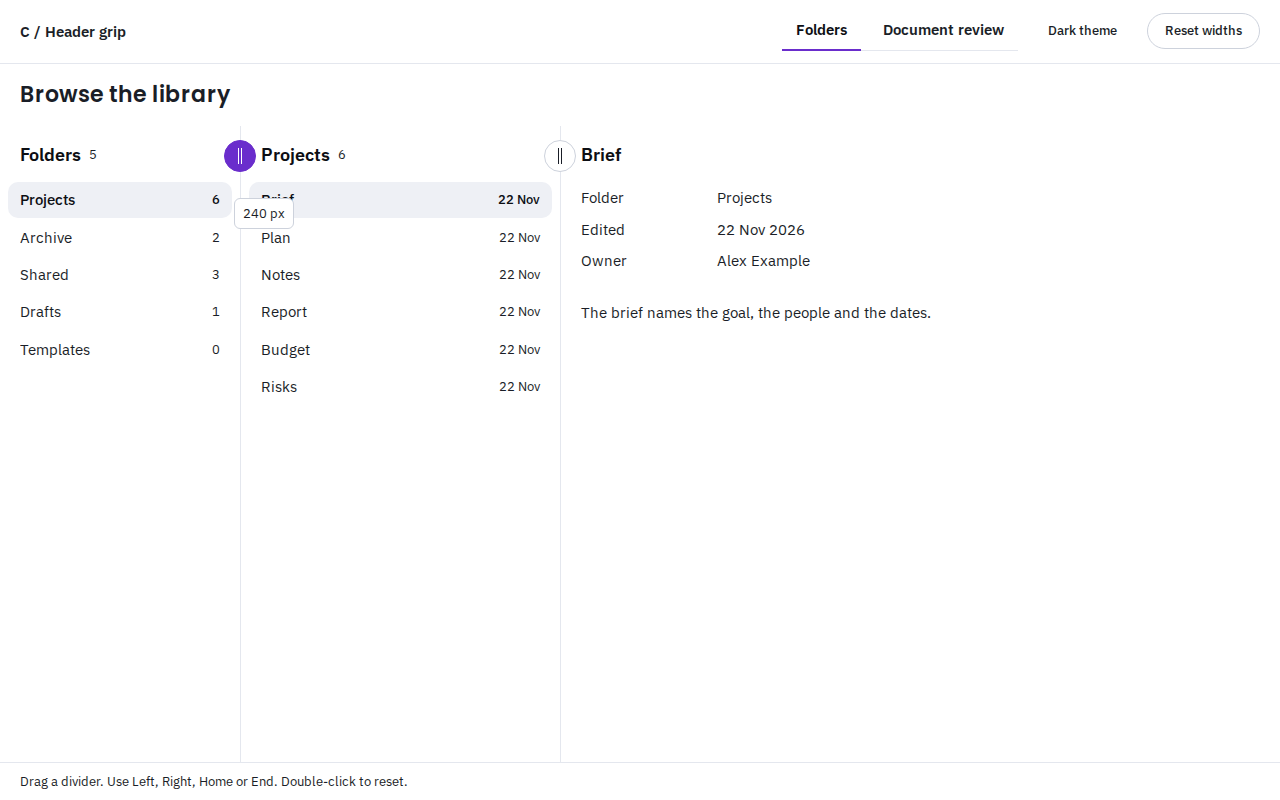 C / Header grip
Folders
Document review
Dark theme
Reset widths
Browse the library
Folders 5
Projects 6
Archive 2
Shared 3
Drafts 1
Templates 0
240 px
Projects 6
Brief 22 Nov
Plan 22 Nov
Notes 22 Nov
Report 22 Nov
Budget 22 Nov
Risks 22 Nov
Brief
Folder Projects
Edited 22 Nov 2026
Owner Alex Example
The brief names the goal, the people and the dates.
Drag a divider. Use Left, Right, Home or End. Double-click to reset.